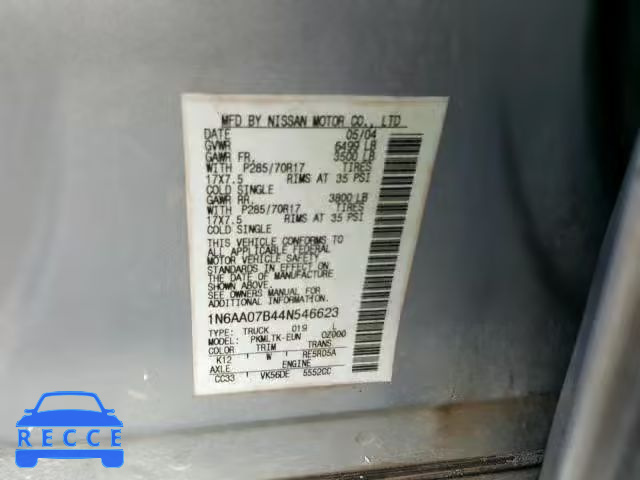 MFD BY NISSAN MOTOR CO., LTD
DATE 05/04
GVWR 6499 LB
GAWR FR. 3500 LB
WITH P285/70R17 TIRES
17X7.5 RIMS AT 35 PSI
COLD SINGLE
GAWR RR. 3800 LB
WITH P285/70R17 TIRES
17X7.5 RIMS AT 35 PSI
COLD SINGLE
THIS VEHICLE CONFORMS TO
ALL APPLICABLE FEDERAL
MOTOR VEHICLE SAFETY
STANDARDS IN EFFECT ON
THE DATE OF MANUFACTURE
SHOWN ABOVE.
SEE OWNERS MANUAL FOR
ADDITIONAL INFORMATION.
1N6AA07B44N546623
TYPE: TRUCK 019 L
MODEL: PKMLTK-EUN 0Z000
COLOR TRIM TRANS
K12 W RE5R05A
AXLE ENGINE
CC33 VK56DE 5552CC
RECCE